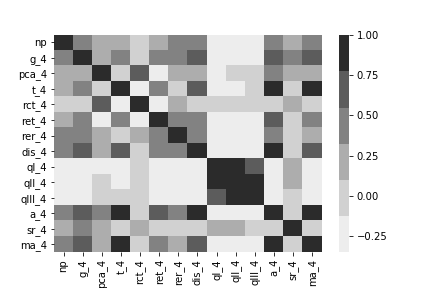 np
g_4
pca_4
t_4
rct_4
ret_4
rer_4
dis_4
ql_4
qll_4
qlll_4
a_4
sr_4
ma_4
np g_4 pca_4 t_4 rct_4 ret_4 rer_4 dis_4 ql_4 qll_4 qlll_4 a_4 sr_4 ma_4
1.00
0.75
0.50
0.25
0.00
−0.25